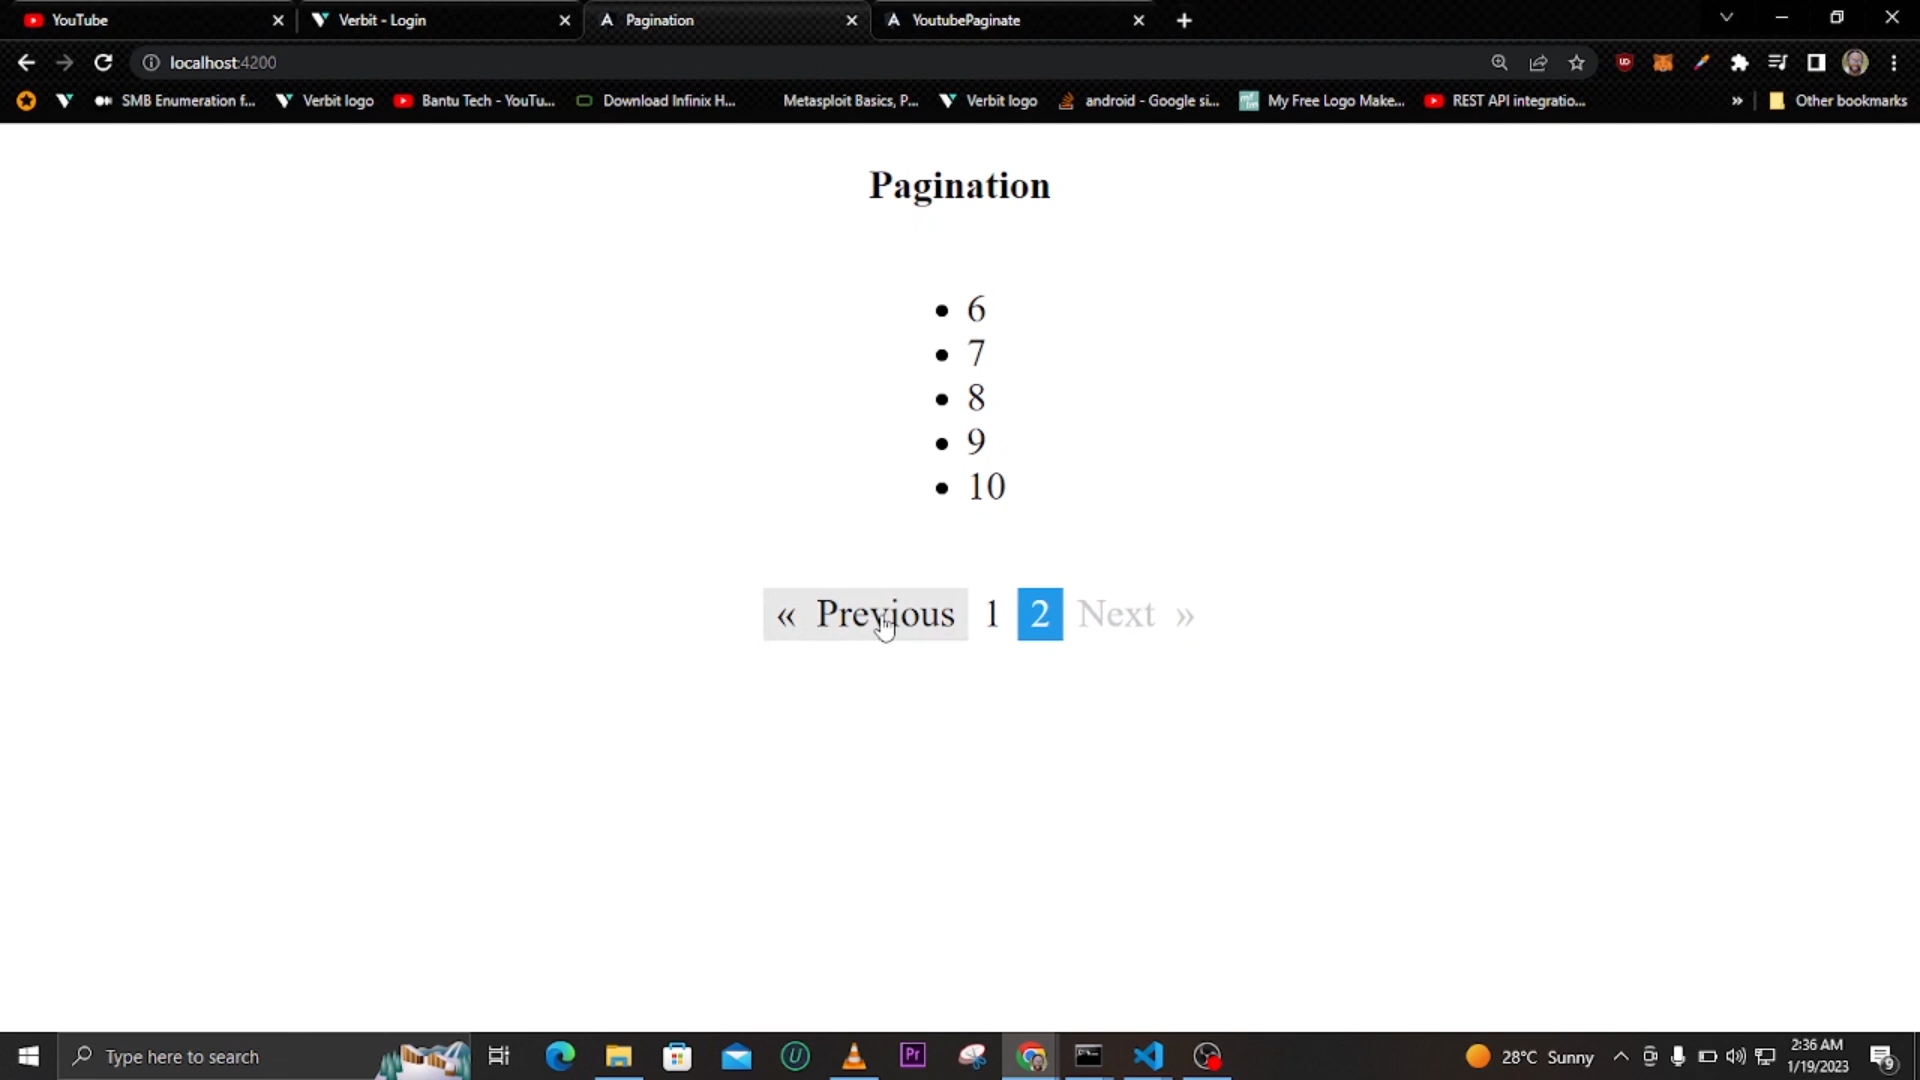 YouTube
Verbit - Login
Pagination
YoutubePaginate
localhost:4200
SMB Enumeration f...
Verbit logo
Bantu Tech - YouTu...
Download Infinix H...
Metasploit Basics, P...
Verbit logo
android - Google si...
My Free Logo Make...
REST API integratio...
»
Other bookmarks
Pagination
• 6
• 7
• 8
• 9
• 10
« Previous 1 2 Next »
Type here to search
Pr
28°C Sunny
2:36 AM
1/19/2023
9